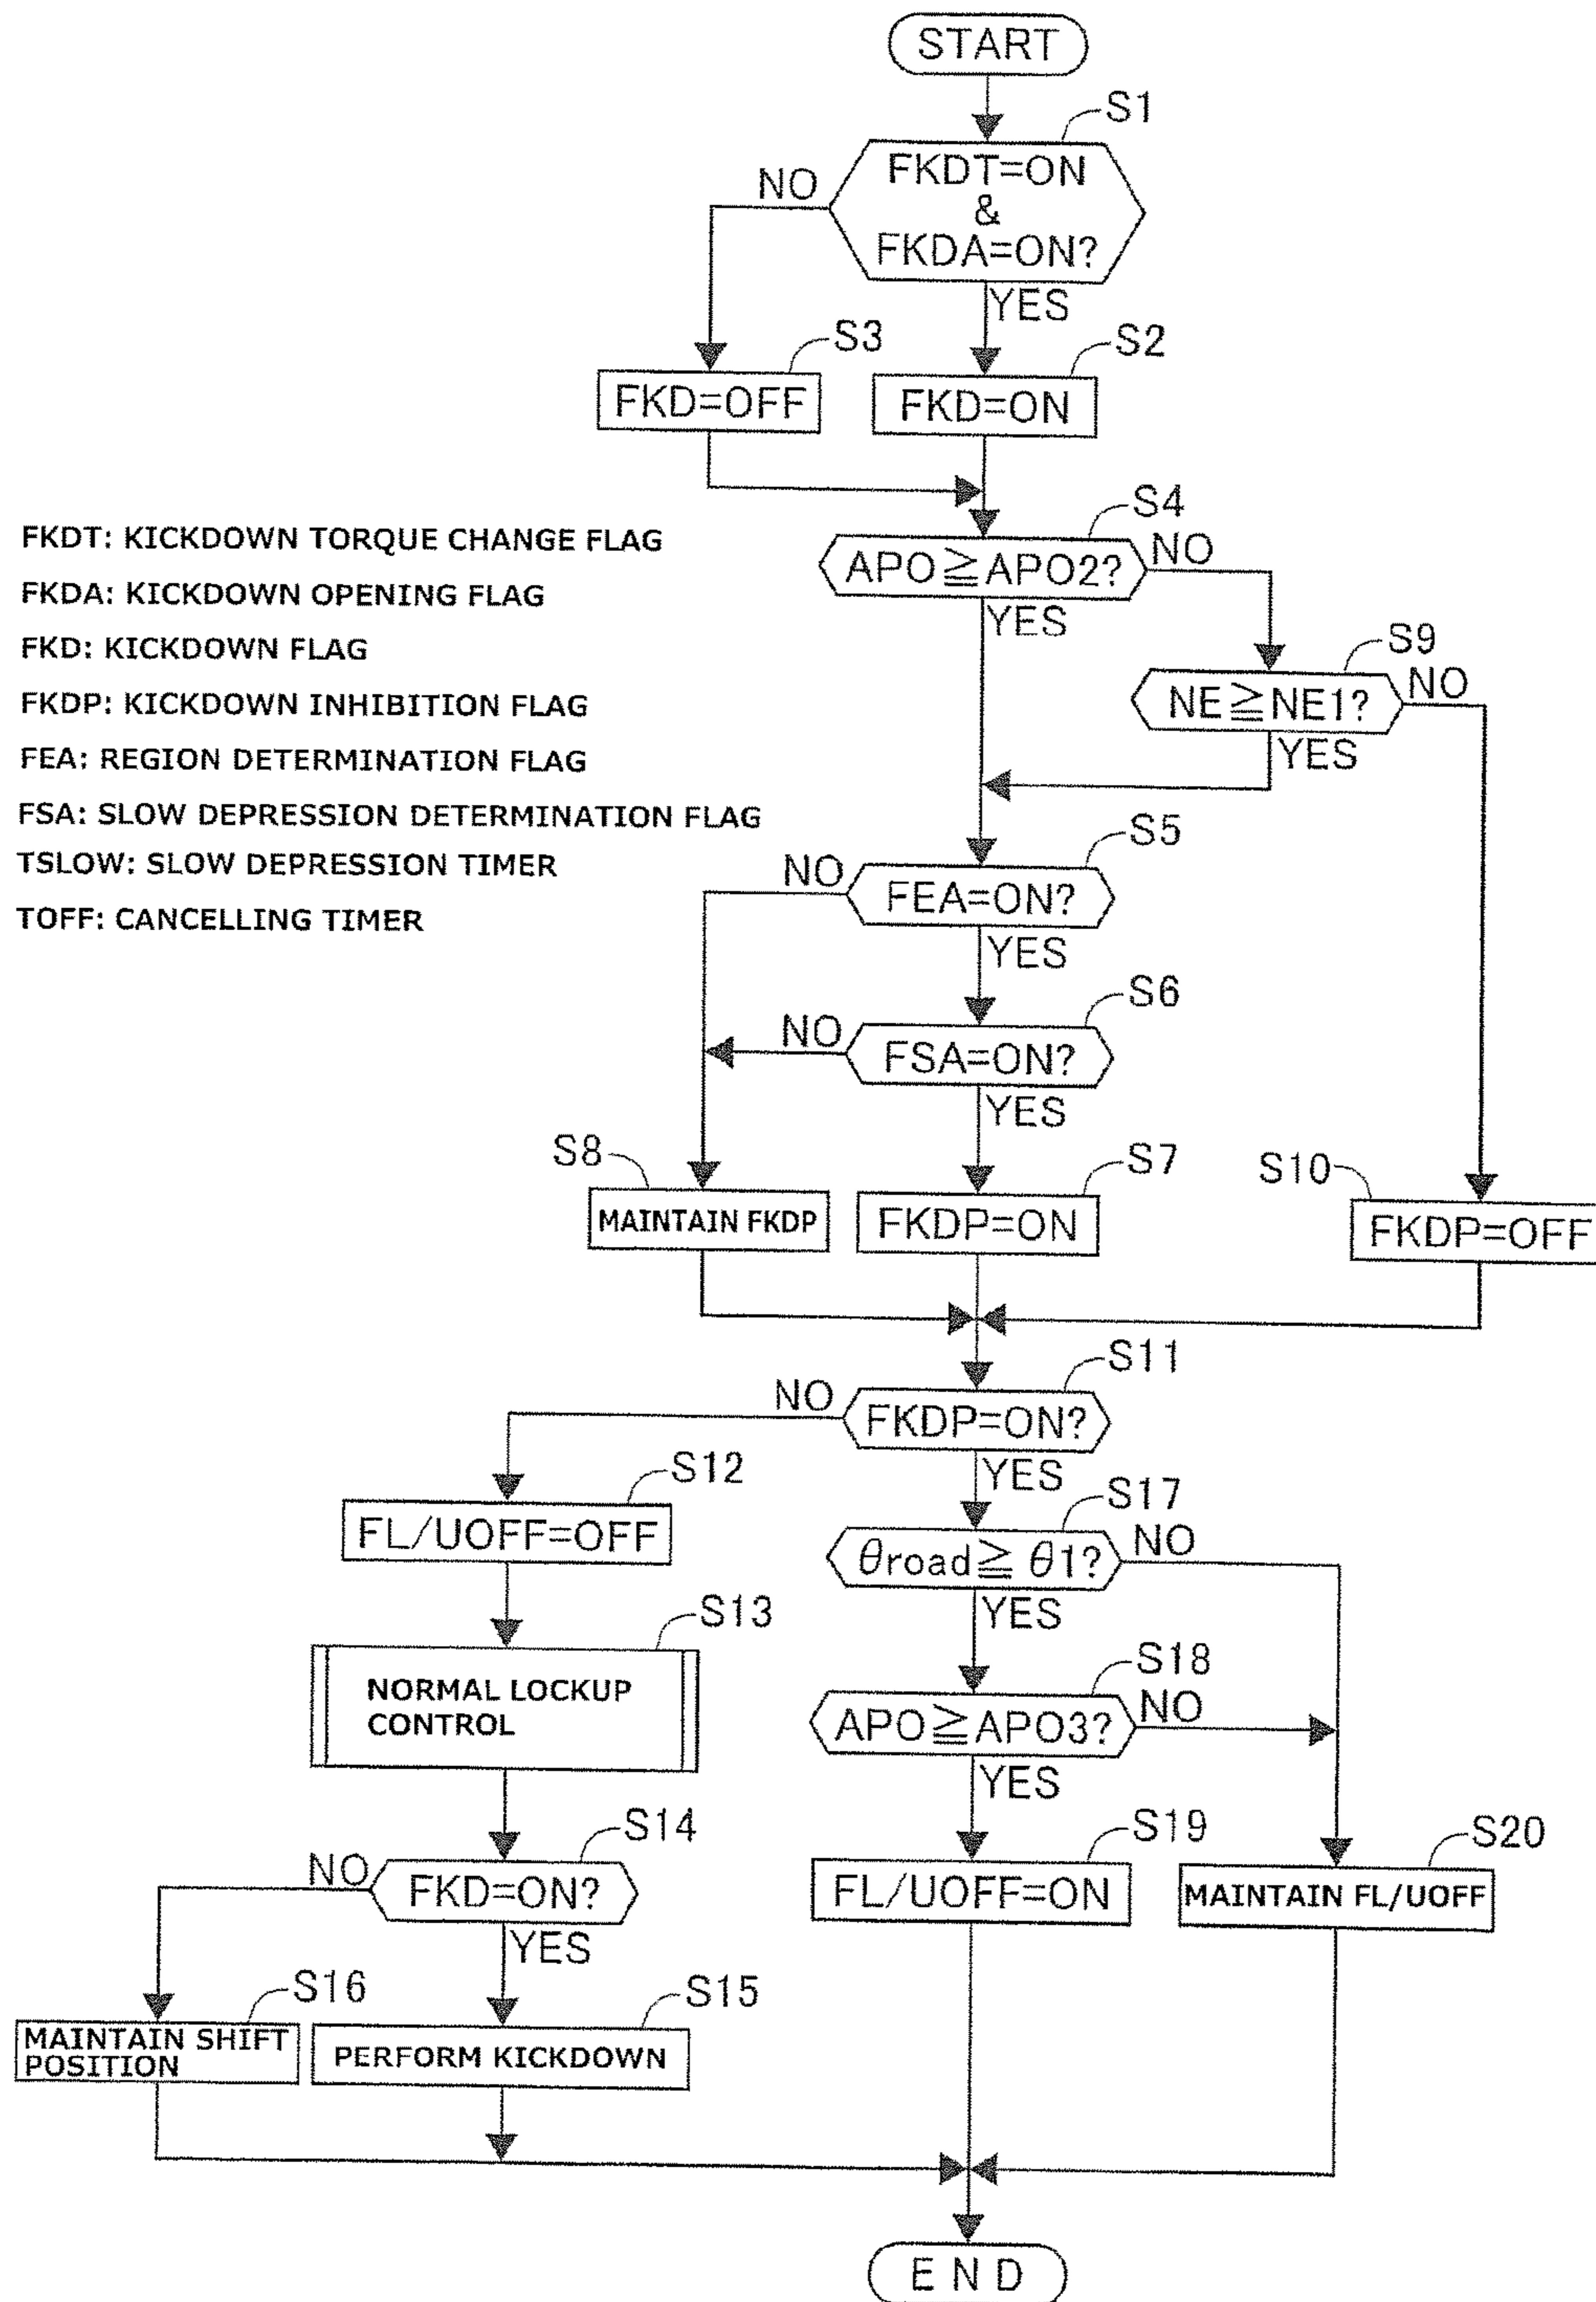 START
S1
FKDT=ON
&
FKDA=ON?
NO
YES
S3
S2
FKD=OFF
FKD=ON
S4
APO≧APO2?
NO
YES
FKDT: KICKDOWN TORQUE CHANGE FLAG
FKDA: KICKDOWN OPENING FLAG
FKD: KICKDOWN FLAG
FKDP: KICKDOWN INHIBITION FLAG
FEA: REGION DETERMINATION FLAG
FSA: SLOW DEPRESSION DETERMINATION FLAG
TSLOW: SLOW DEPRESSION TIMER
TOFF: CANCELLING TIMER
S9
NE≧NE1?
NO
YES
S5
NO
FEA=ON?
YES
S6
NO
FSA=ON?
YES
S8
S7
S10
MAINTAIN FKDP
FKDP=ON
FKDP=OFF
S11
NO
FKDP=ON?
YES
S12
FL/UOFF=OFF
S17
θroad≧θ1?
NO
YES
S13
NORMAL LOCKUP
CONTROL
S18
APO≧APO3?
NO
YES
S14
NO
FKD=ON?
YES
S19
FL/UOFF=ON
S20
MAINTAIN FL/UOFF
S16
MAINTAIN SHIFT
POSITION
S15
PERFORM KICKDOWN
END